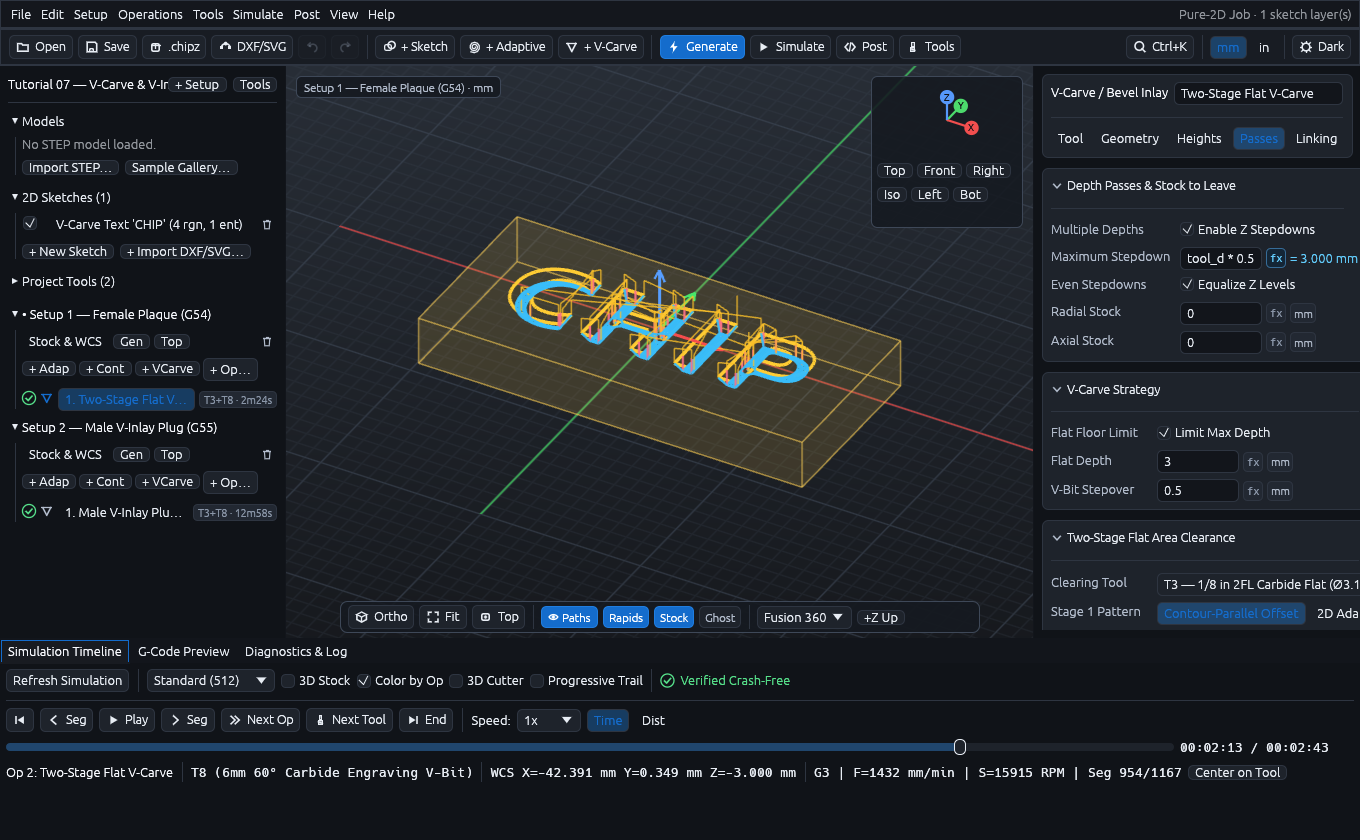 File Edit Setup Operations Tools Simulate Post View Help
Pure-2D Job · 1 sketch layer(s)
Open Save .chipz DXF/SVG + Sketch + Adaptive + V-Carve Generate Simulate Post Tools Ctrl+K mm in Dark
Tutorial 07 — V-Carve & V-Ir + Setup Tools
Models
No STEP model loaded.
Import STEP… Sample Gallery…
2D Sketches (1)
V-Carve Text 'CHIP' (4 rgn, 1 ent)
+ New Sketch + Import DXF/SVG…
Project Tools (2)
• Setup 1 — Female Plaque (G54)
Stock & WCS Gen Top
+ Adap + Cont + VCarve + Op…
1. Two-Stage Flat V… T3+T8 · 2m24s
Setup 2 — Male V-Inlay Plug (G55)
Stock & WCS Gen Top
+ Adap + Cont + VCarve + Op…
1. Male V-Inlay Plu… T3+T8 · 12m58s
Setup 1 — Female Plaque (G54) · mm
Z
Y
X
Top Front Right
Iso Left Bot
CHIP
Ortho Fit Top Paths Rapids Stock Ghost Fusion 360 +Z Up
V-Carve / Bevel Inlay Two-Stage Flat V-Carve
Tool Geometry Heights Passes Linking
Depth Passes & Stock to Leave
Multiple Depths Enable Z Stepdowns
Maximum Stepdown tool_d * 0.5 fx = 3.000 mm
Even Stepdowns Equalize Z Levels
Radial Stock 0 fx mm
Axial Stock 0 fx mm
V-Carve Strategy
Flat Floor Limit Limit Max Depth
Flat Depth 3 fx mm
V-Bit Stepover 0.5 fx mm
Two-Stage Flat Area Clearance
Clearing Tool T3 — 1/8 in 2FL Carbide Flat (Ø3.1
Stage 1 Pattern Contour-Parallel Offset 2D Ada
Simulation Timeline G-Code Preview Diagnostics & Log
Refresh Simulation Standard (512) 3D Stock Color by Op 3D Cutter Progressive Trail Verified Crash-Free
Seg Play Seg Next Op Next Tool End Speed: 1x Time Dist
00:02:13 / 00:02:43
Op 2: Two-Stage Flat V-Carve T8 (6mm 60° Carbide Engraving V-Bit) WCS X=-42.391 mm Y=0.349 mm Z=-3.000 mm G3 | F=1432 mm/min | S=15915 RPM | Seg 954/1167 Center on Tool